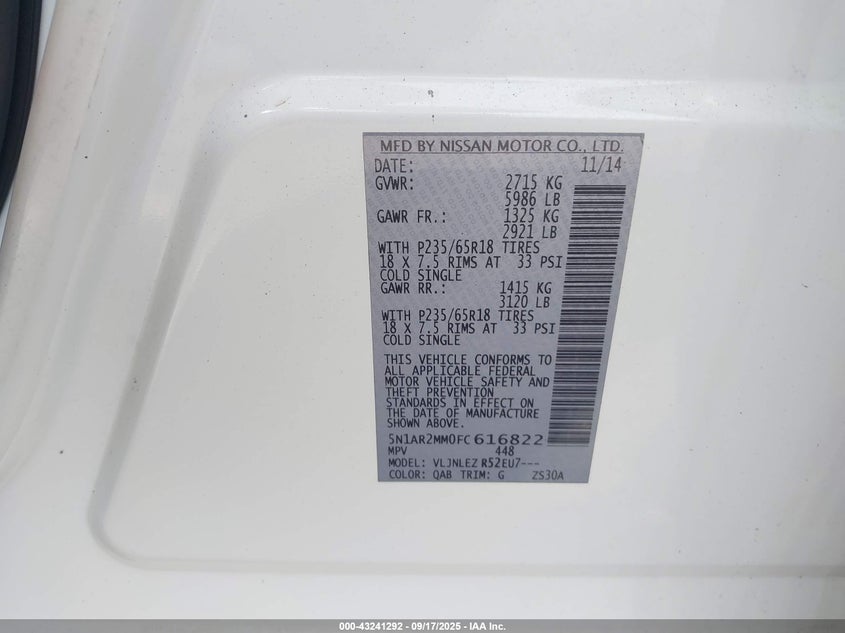 MFD BY NISSAN MOTOR CO., LTD.
DATE: 11/14
GVWR: 2715 KG
5986 LB
GAWR FR.: 1325 KG
2921 LB
WITH P235/65R18 TIRES
18 X 7.5 RIMS AT 33 PSI
COLD SINGLE
GAWR RR.: 1415 KG
3120 LB
WITH P235/65R18 TIRES
18 X 7.5 RIMS AT 33 PSI
COLD SINGLE
THIS VEHICLE CONFORMS TO
ALL APPLICABLE FEDERAL
MOTOR VEHICLE SAFETY AND
THEFT PREVENTION
STANDARDS IN EFFECT ON
THE DATE OF MANUFACTURE
SHOWN ABOVE.
5N1AR2MM0FC616822
MPV 448
MODEL: VLJNLEZ R52EU7---
COLOR: QAB TRIM: G ZS30A
000-43241292 - 09/17/2025 - IAA Inc.